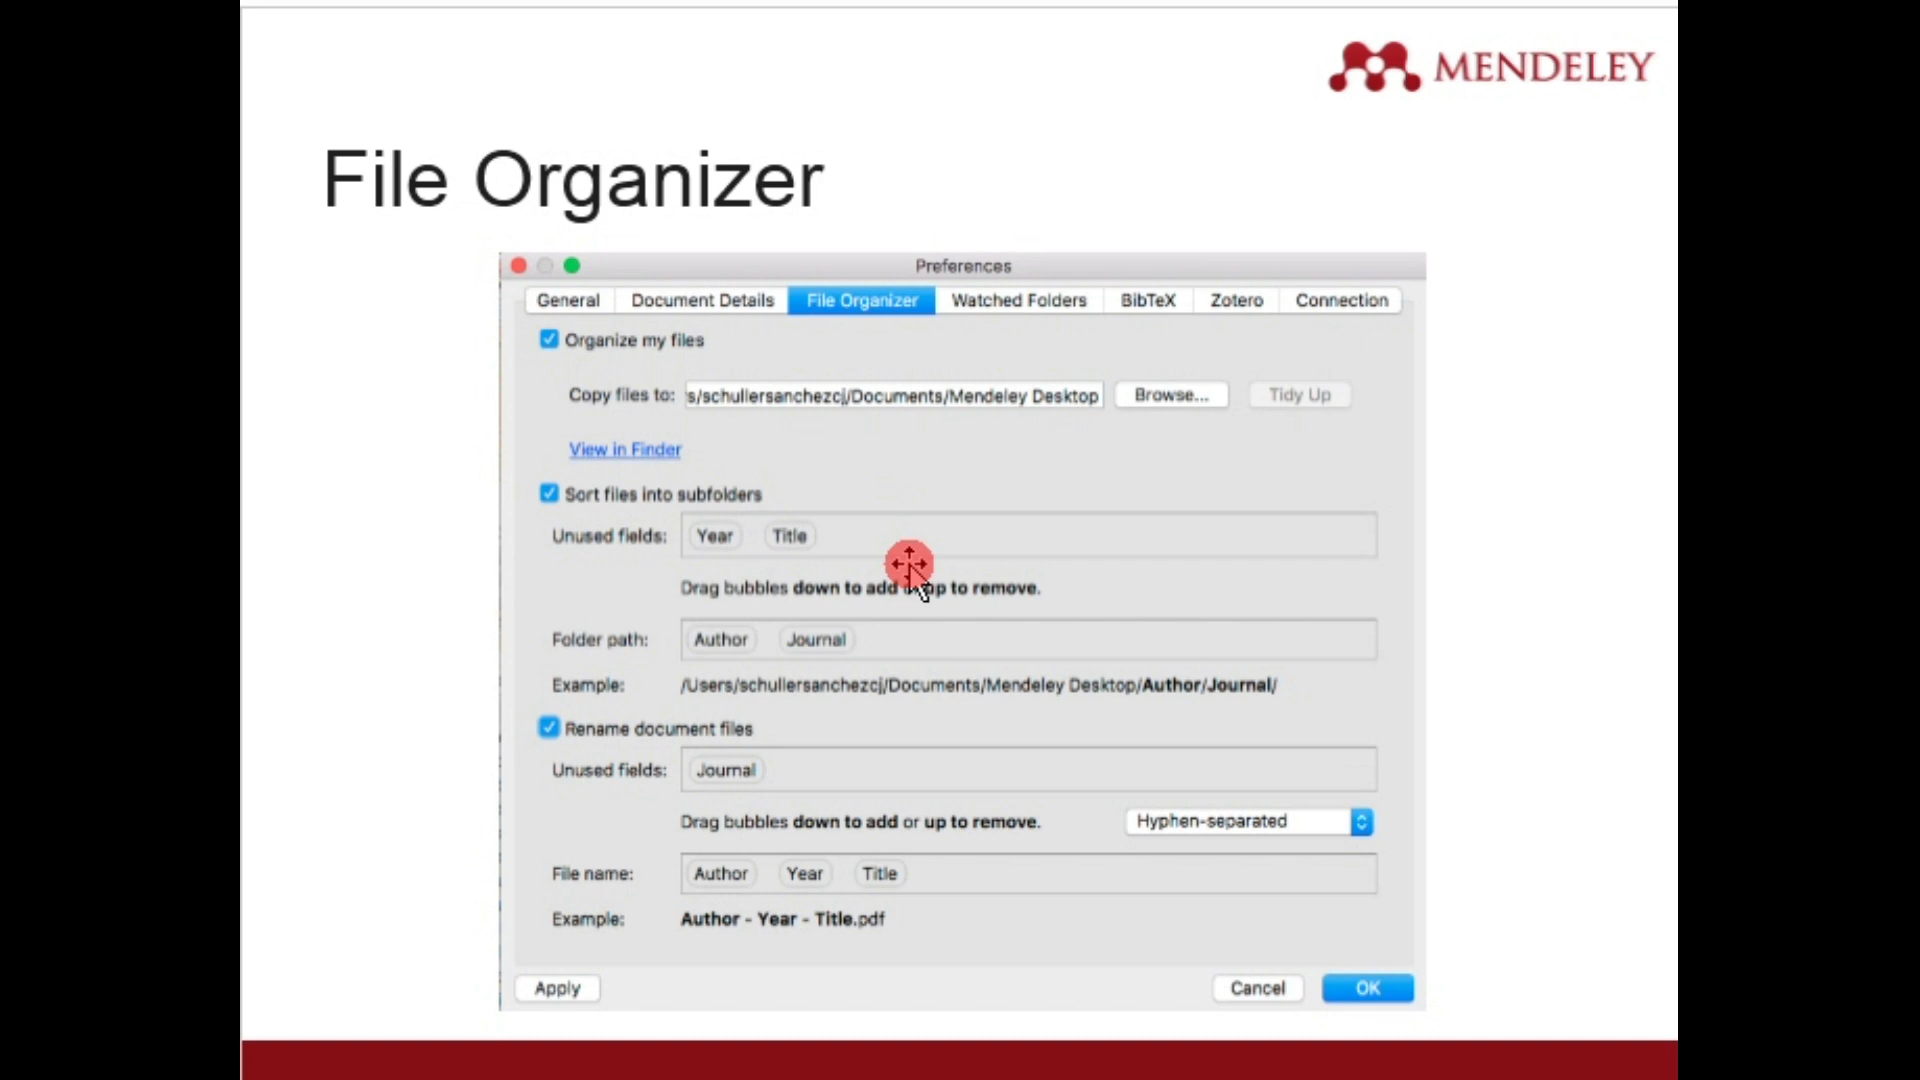 MENDELEY
File Organizer
Preferences
General Document Details File Organizer Watched Folders BibTeX Zotero Connection
Organize my files
Copy files to: s/schullersanchezcj/Documents/Mendeley Desktop Browse... Tidy Up
View in Finder
Sort files into subfolders
Unused fields: Year Title
Drag bubbles down to add up to remove.
Folder path: Author Journal
Example: /Users/schullersanchezcj/Documents/Mendeley Desktop/Author/Journal/
Rename document files
Unused fields: Journal
Drag bubbles down to add or up to remove. Hyphen-separated
File name: Author Year Title
Example: Author - Year - Title.pdf
Apply Cancel OK